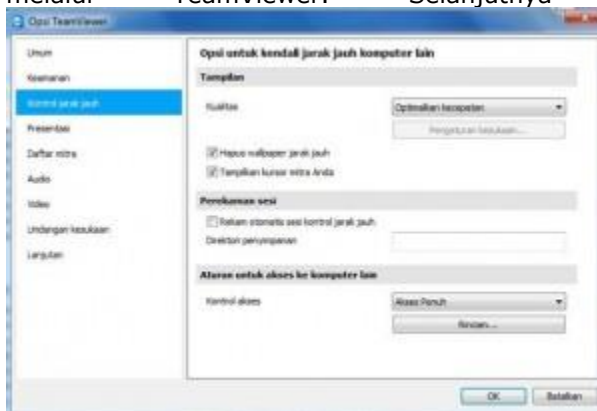 melalui TeamViewer. Selanjutnya
Opsi TeamViewer
Umum
Keamanan
Kontrol jarak jauh
Presentasi
Daftar mitra
Audio
Video
Undangan kesukaan
Lanjutan
Opsi untuk kendali jarak jauh komputer lain
Tampilan
Kualitas
Optimalkan kecepatan
Pengaturan kesukaan...
Hapus wallpaper jarak jauh
Tampilkan kursor mitra Anda
Perekaman sesi
Rekam otomatis sesi kontrol jarak jauh
Direktori penyimpanan
Aturan untuk akses ke komputer lain
Kontrol akses
Akses Penuh
Rincian...
OK
Batalkan